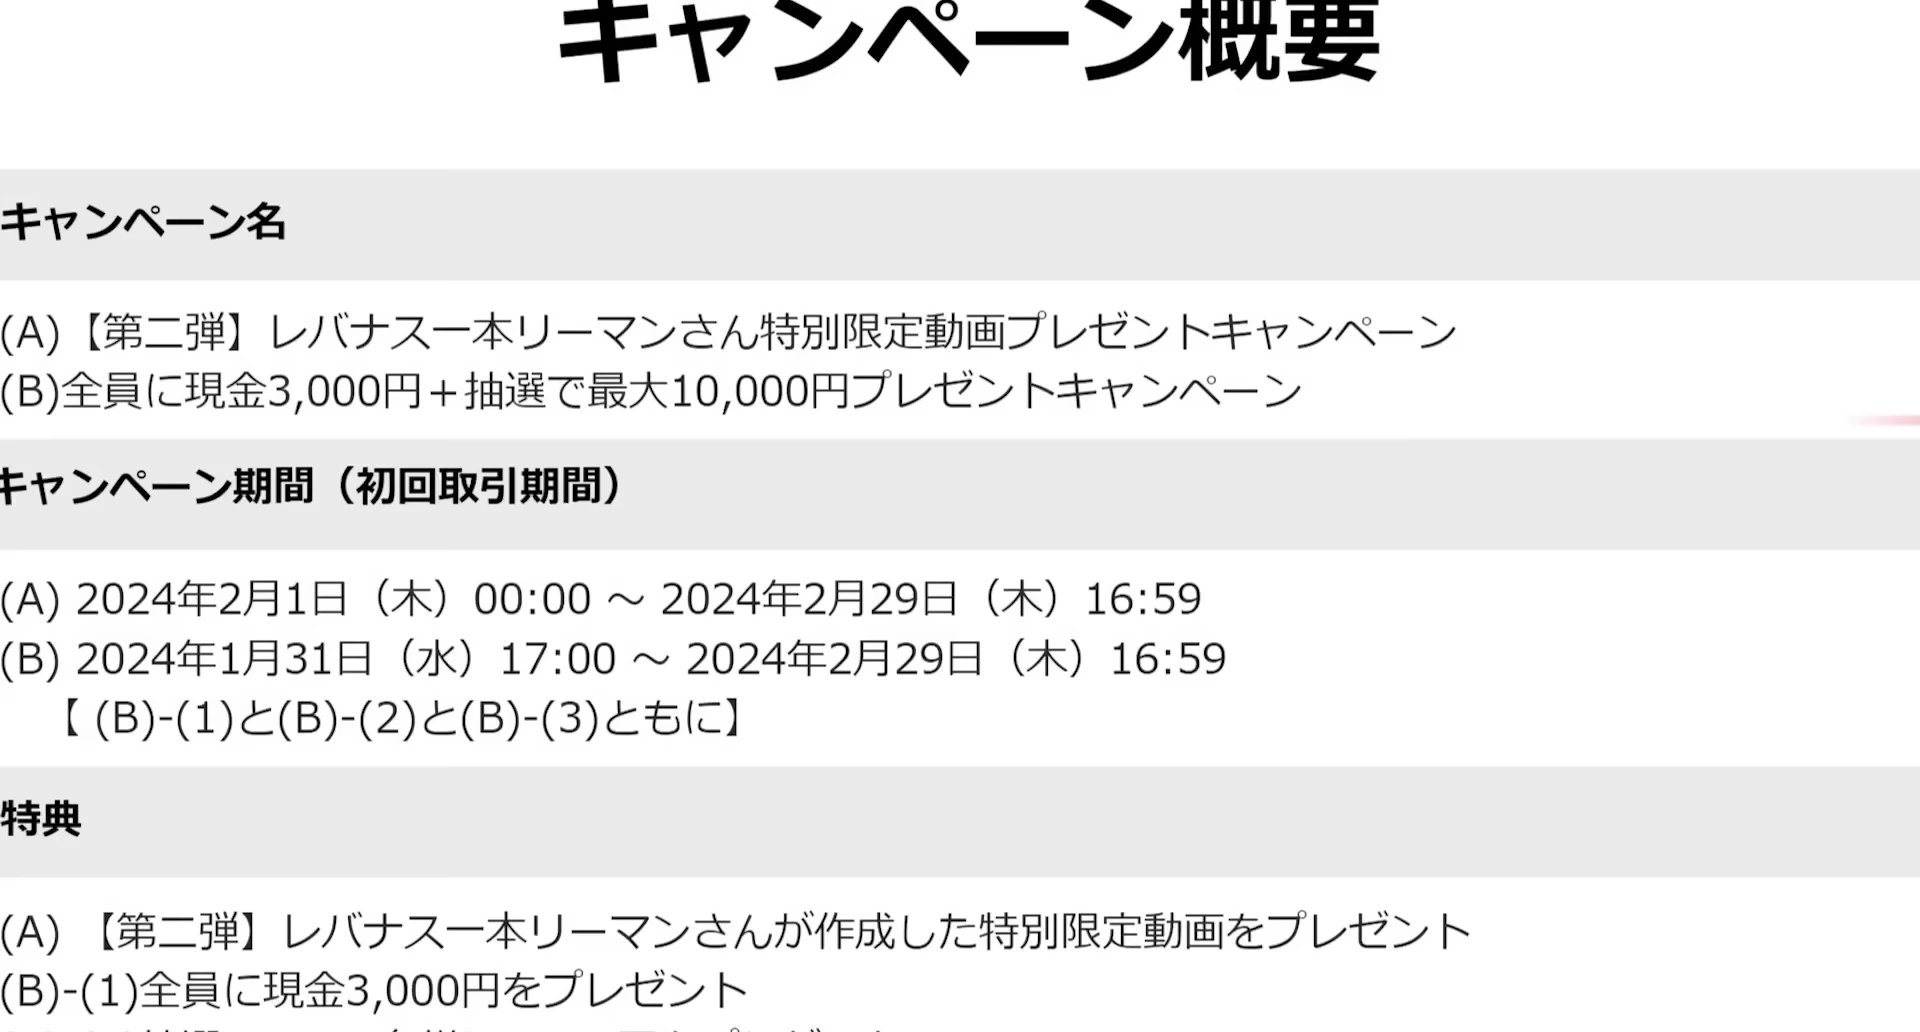 キャンペーン概要
キャンペーン名
(A)【第二弾】レバナス一本リーマンさん特別限定動画プレゼントキャンペーン
(B)全員に現金3,000円＋抽選で最大10,000円プレゼントキャンペーン
キャンペーン期間（初回取引期間）
(A) 2024年2月1日（木）00:00 ～ 2024年2月29日（木）16:59
(B) 2024年1月31日（水）17:00 ～ 2024年2月29日（木）16:59
【 (B)-(1)と(B)-(2)と(B)-(3)ともに】
特典
(A) 【第二弾】レバナス一本リーマンさんが作成した特別限定動画をプレゼント
(B)-(1)全員に現金3,000円をプレゼント